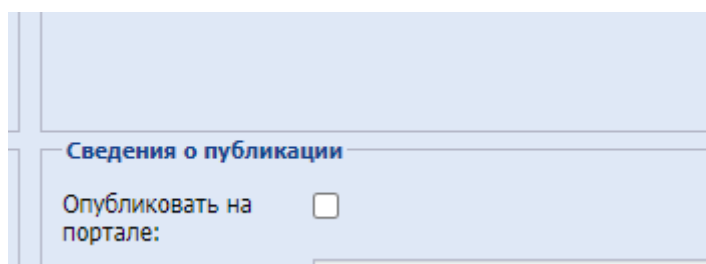 Сведения о публикации
Опубликовать на
портале: